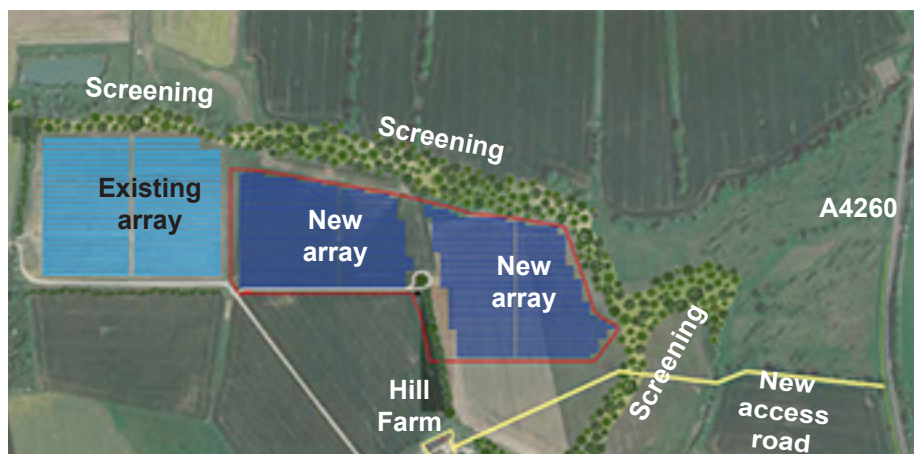 Screening
Screening
Existing
array
New
array
New
array
A4260
Screening
Hill
Farm
New
access
road